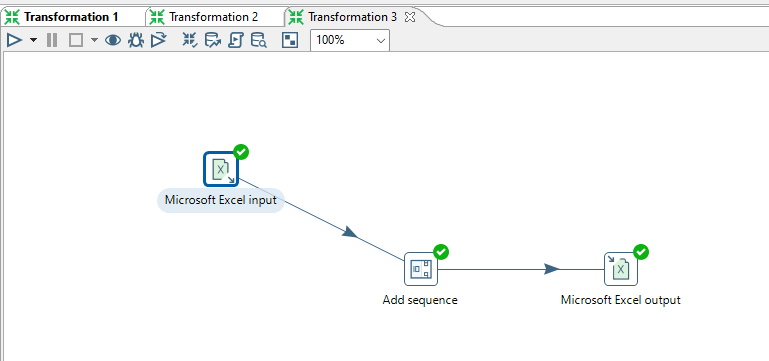 Transformation 1 Transformation 2 Transformation 3
100%
Microsoft Excel input
Add sequence Microsoft Excel output